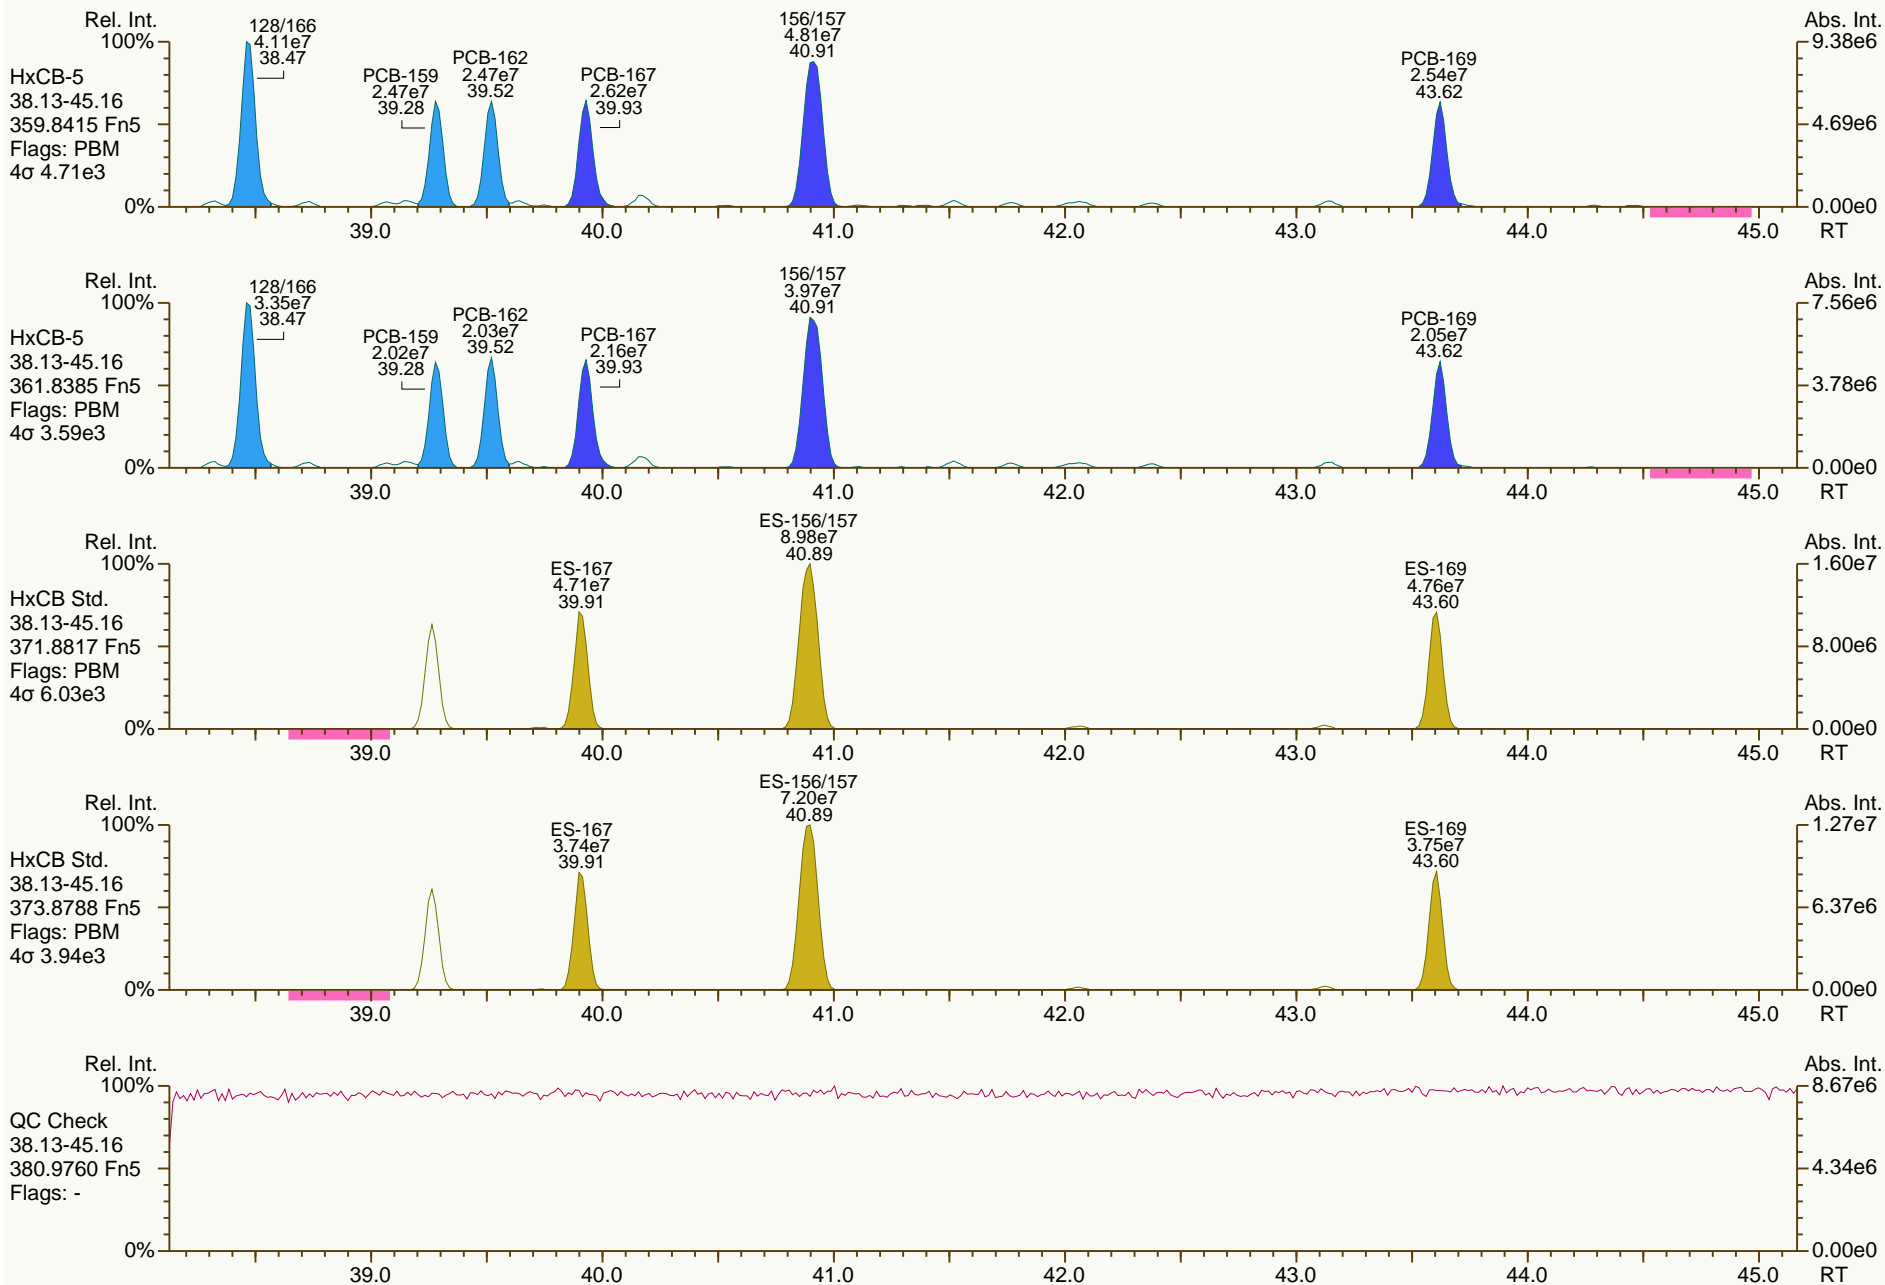 Rel. Int.
100%
50%
0%
HxCB-5
38.13-45.16
359.8415 Fn5
Flags: PBM
4σ 4.71e3
128/166
4.11e7
38.47
PCB-159
2.47e7
39.28
PCB-162
2.47e7
39.52
PCB-167
2.62e7
39.93
156/157
4.81e7
40.91
PCB-169
2.54e7
43.62
Abs. Int.
9.38e6
4.69e6
0.00e0
39.0 40.0 41.0 42.0 43.0 44.0 45.0 RT
Rel. Int.
100%
50%
0%
HxCB-5
38.13-45.16
361.8385 Fn5
Flags: PBM
4σ 3.59e3
128/166
3.35e7
38.47
PCB-159
2.02e7
39.28
PCB-162
2.03e7
39.52
PCB-167
2.16e7
39.93
156/157
3.97e7
40.91
PCB-169
2.05e7
43.62
Abs. Int.
7.56e6
3.78e6
0.00e0
39.0 40.0 41.0 42.0 43.0 44.0 45.0 RT
Rel. Int.
100%
50%
0%
HxCB Std.
38.13-45.16
371.8817 Fn5
Flags: PBM
4σ 6.03e3
ES-167
4.71e7
39.91
ES-156/157
8.98e7
40.89
ES-169
4.76e7
43.60
Abs. Int.
1.60e7
8.00e6
0.00e0
39.0 40.0 41.0 42.0 43.0 44.0 45.0 RT
Rel. Int.
100%
50%
0%
HxCB Std.
38.13-45.16
373.8788 Fn5
Flags: PBM
4σ 3.94e3
ES-167
3.74e7
39.91
ES-156/157
7.20e7
40.89
ES-169
3.75e7
43.60
Abs. Int.
1.27e7
6.37e6
0.00e0
39.0 40.0 41.0 42.0 43.0 44.0 45.0 RT
Rel. Int.
100%
50%
0%
QC Check
38.13-45.16
380.9760 Fn5
Flags: -
Abs. Int.
8.67e6
4.34e6
0.00e0
39.0 40.0 41.0 42.0 43.0 44.0 45.0 RT